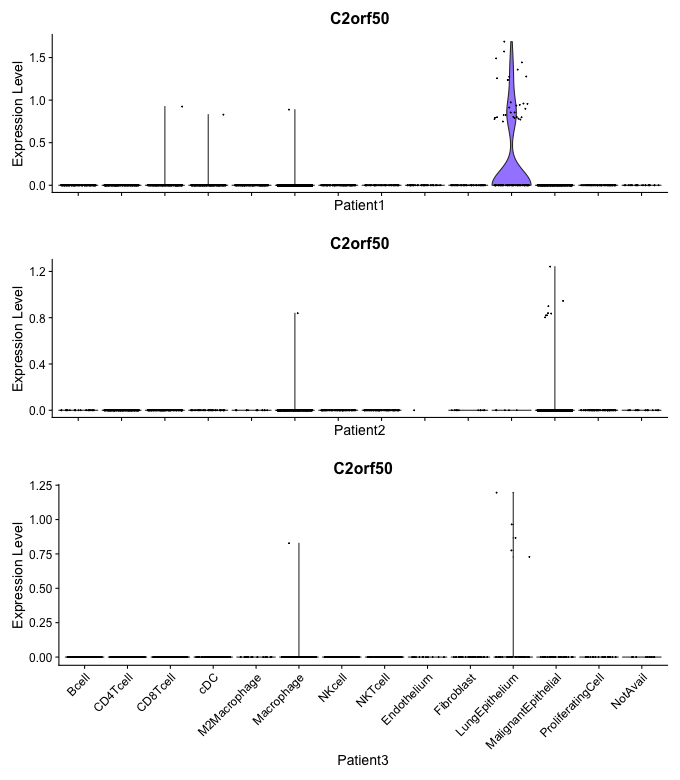 C2orf50
Expression Level
1.5
1.0
0.5
0.0
Patient1
C2orf50
Expression Level
1.2
0.8
0.4
0.0
Patient2
C2orf50
Expression Level
1.25
1.00
0.75
0.50
0.25
0.00
Bcell
CD4Tcell
CD8Tcell
cDC
M2Macrophage
Macrophage
NKcell
NKTcell
Endothelium
Fibroblast
LungEpithelium
MalignantEpithelial
ProliferatingCell
NotAvail
Patient3